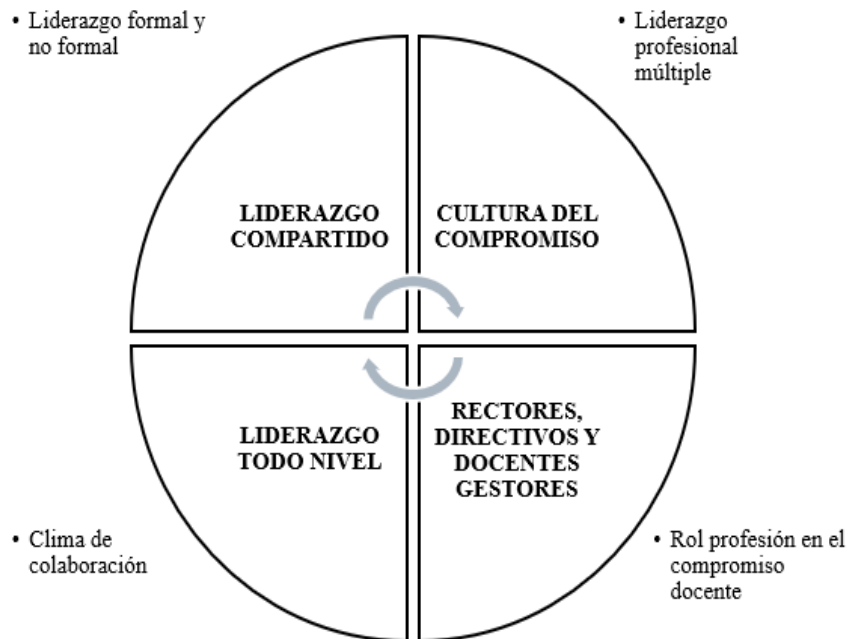 • Liderazgo formal y
no formal
• Liderazgo
profesional
múltiple
LIDERAZGO
COMPARTIDO
CULTURA DEL
COMPROMISO
LIDERAZGO
TODO NIVEL
RECTORES,
DIRECTIVOS Y
DOCENTES
GESTORES
• Clima de
colaboración
• Rol profesión en el
compromiso
docente